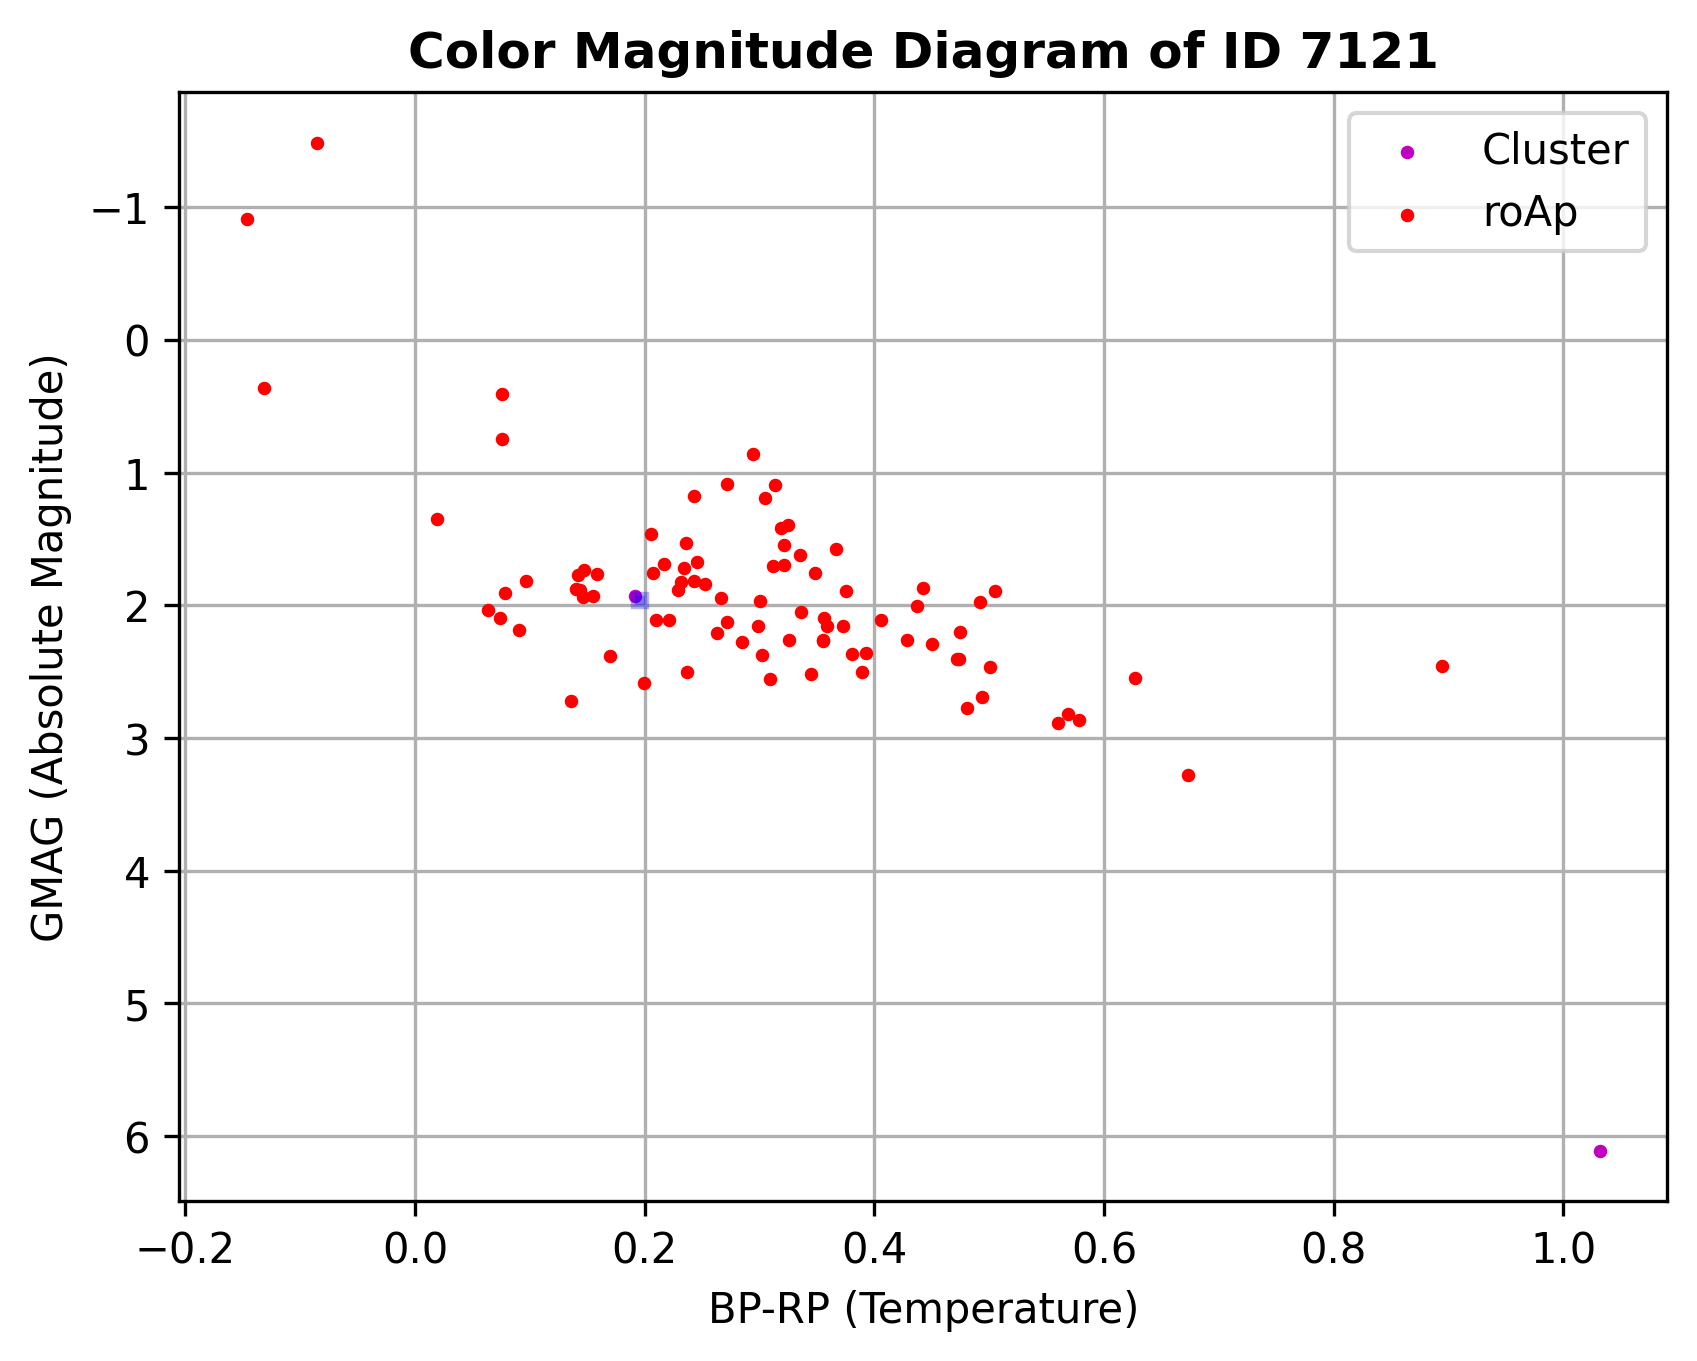 Color Magnitude Diagram of ID 7121
Cluster
roAp
GMAG (Absolute Magnitude)
−1
0
1
2
3
4
5
6
−0.2 0.0 0.2 0.4 0.6 0.8 1.0
BP-RP (Temperature)